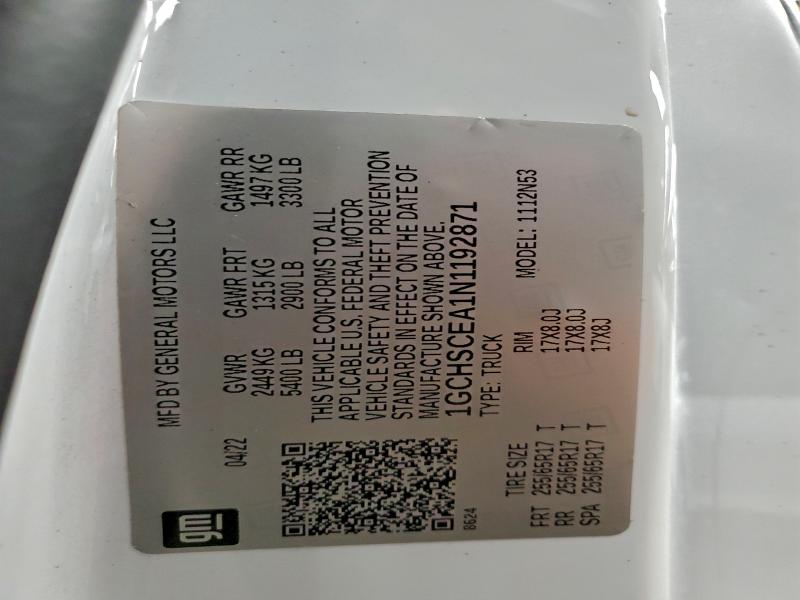 gm
MFD BY GENERAL MOTORS LLC
04/22
GVWR GAWR FRT GAWR RR
2449 KG 1315 KG 1497 KG
5400 LB 2900 LB 3300 LB
THIS VEHICLE CONFORMS TO ALL
APPLICABLE U.S. FEDERAL MOTOR
VEHICLE SAFETY AND THEFT PREVENTION
STANDARDS IN EFFECT ON THE DATE OF
MANUFACTURE SHOWN ABOVE.
1GCHSCEA1N1192871
8624
TYPE: TRUCK
MODEL: 1112N53
TIRE SIZE RIM
FRT 255/65R17 T 17X8.0J
RR 255/65R17 T 17X8.0J
SPA 255/65R17 T 17X8J